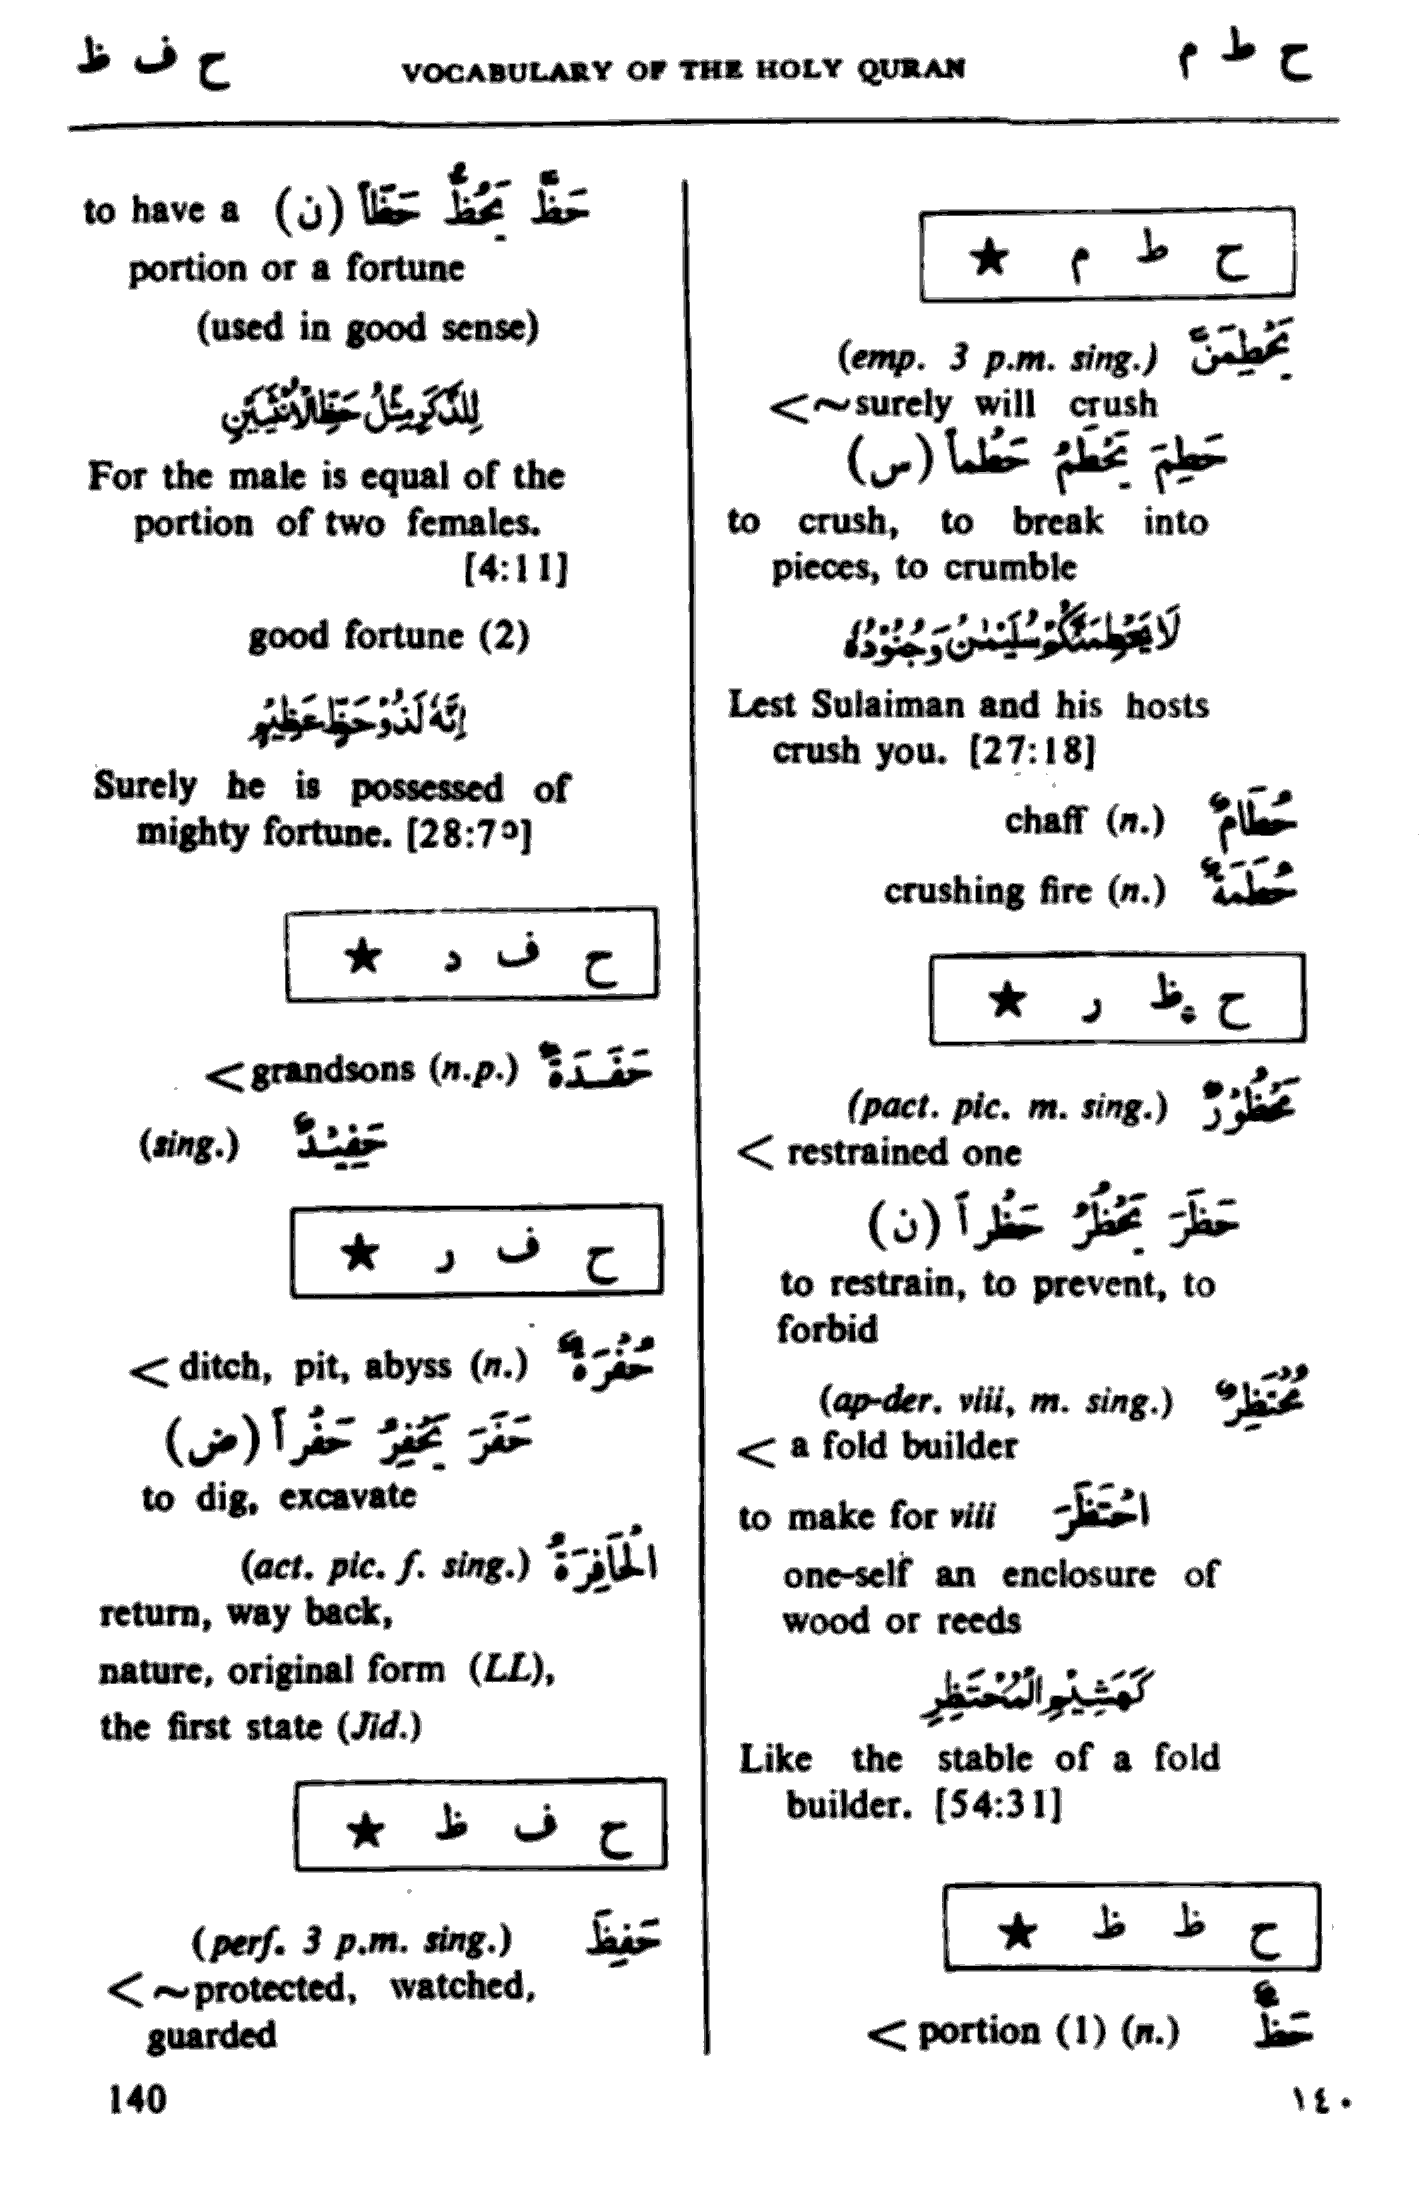 ح ف ظ VOCABULARY OF THE HOLY QURAN ح ط م
ح ط م ★
(emp. 3 p.m. sing.) يَحْطِمَنَّ
<~surely will crush
حَطِمَ يَحْطَمُ حَطْماً (س)
to crush, to break into
pieces, to crumble
لَا يَحْطِمَنَّكُمْ سُلَيْمٰنُ وَجُنُوْدُهٗ
Lest Sulaiman and his hosts
crush you. [27:18]
chaff (n.) حُطَامٌ
crushing fire (n.) حُطَمَةٌ
ح ظ ر ★
(pact. pic. m. sing.) مَحْظُوْرٌ
< restrained one
حَظَرَ يَحْظُرُ حَظْراً (ن)
to restrain, to prevent, to
forbid
(ap-der. viii, m. sing.) مُحْتَظِرٌ
< a fold builder
to make for viii احْتَظَرَ
one-self an enclosure of
wood or reeds
كَهَشِيْمِ الْمُحْتَظِرِ
Like the stable of a fold
builder. [54:31]
ح ظ ظ ★
< portion (1) (n.) حَظٌّ
to have a حَظَّ يَحُظُّ حَظّاً (ن)
portion or a fortune
(used in good sense)
لِلذَّكَرِ مِثْلُ حَظِّ الْأُنْثَيَيْنِ
For the male is equal of the
portion of two females.
[4:11]
good fortune (2)
اِنَّهٗ لَذُوْ حَظٍّ عَظِيْمٍ
Surely he is possessed of
mighty fortune. [28:79]
ح ف د ★
< grandsons (n.p.) حَفَدَةٌ
(sing.) حَفِيْدٌ
ح ف ر ★
< ditch, pit, abyss (n.) حُفْرَةٌ
حَفَرَ يَحْفِرُ حَفْراً (ض)
to dig, excavate
(act. pic. f. sing.) الْحَافِرَةُ
return, way back,
nature, original form (LL),
the first state (Jid.)
ح ف ظ ★
(perf. 3 p.m. sing.) حَفِظَ
< ~protected, watched,
guarded
140 ١٤٠